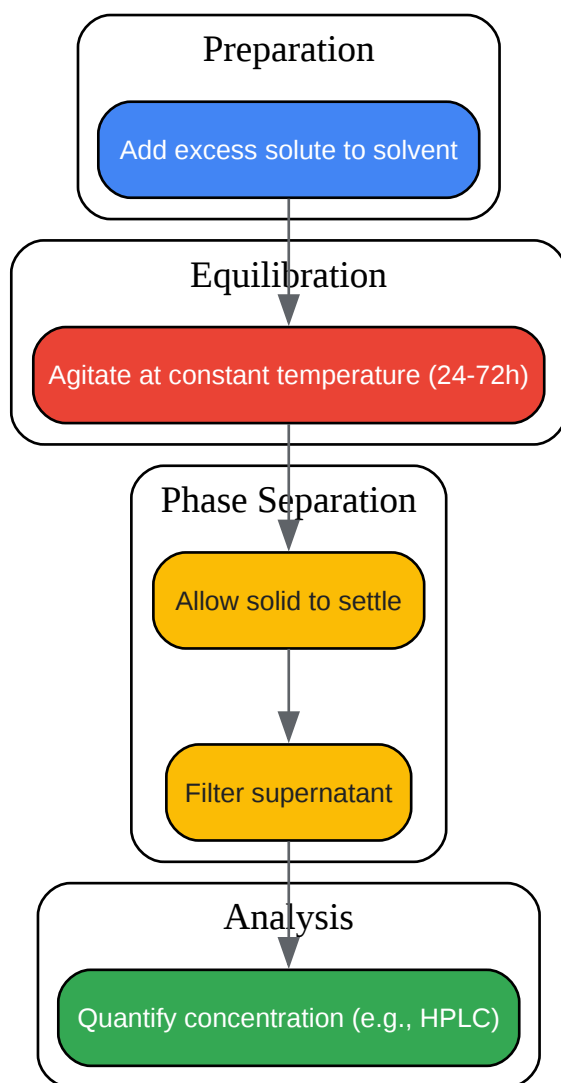 Preparation
Add excess solute to solvent
Equilibration
Agitate at constant temperature (24-72h)
Phase Separation
Allow solid to settle
Filter supernatant
Analysis
Quantify concentration (e.g., HPLC)